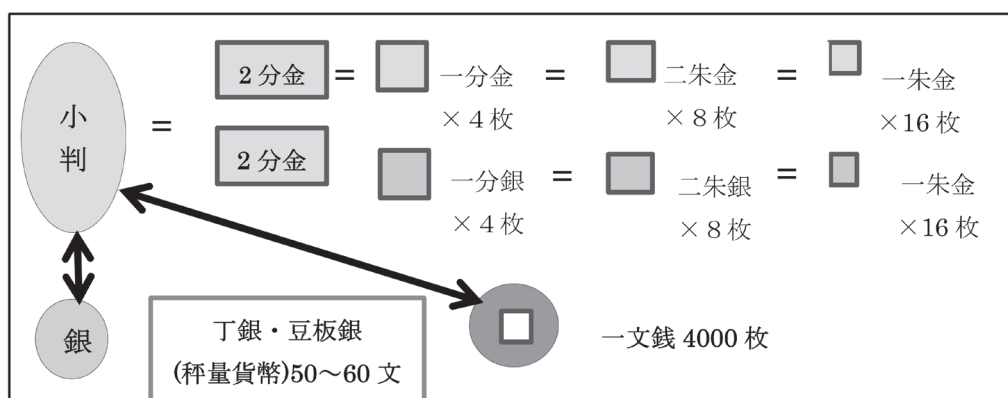 小判
=
2分金 = 一分金 ×4枚 = 二朱金 ×8枚 = 一朱金 ×16枚
2分金
一分銀 ×4枚 = 二朱銀 ×8枚 = 一朱金 ×16枚
銀
丁銀・豆板銀
(秤量貨幣)50～60文
一文銭4000枚